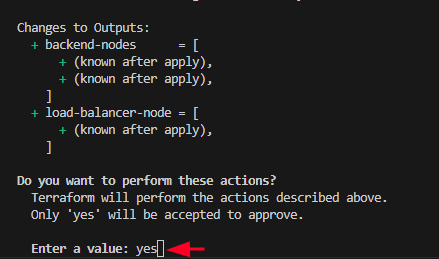 Changes to Outputs:
+ backend-nodes = [
+ (known after apply),
+ (known after apply),
]
+ load-balancer-node = [
+ (known after apply),
]
Do you want to perform these actions?
Terraform will perform the actions described above.
Only 'yes' will be accepted to approve.
Enter a value: yes